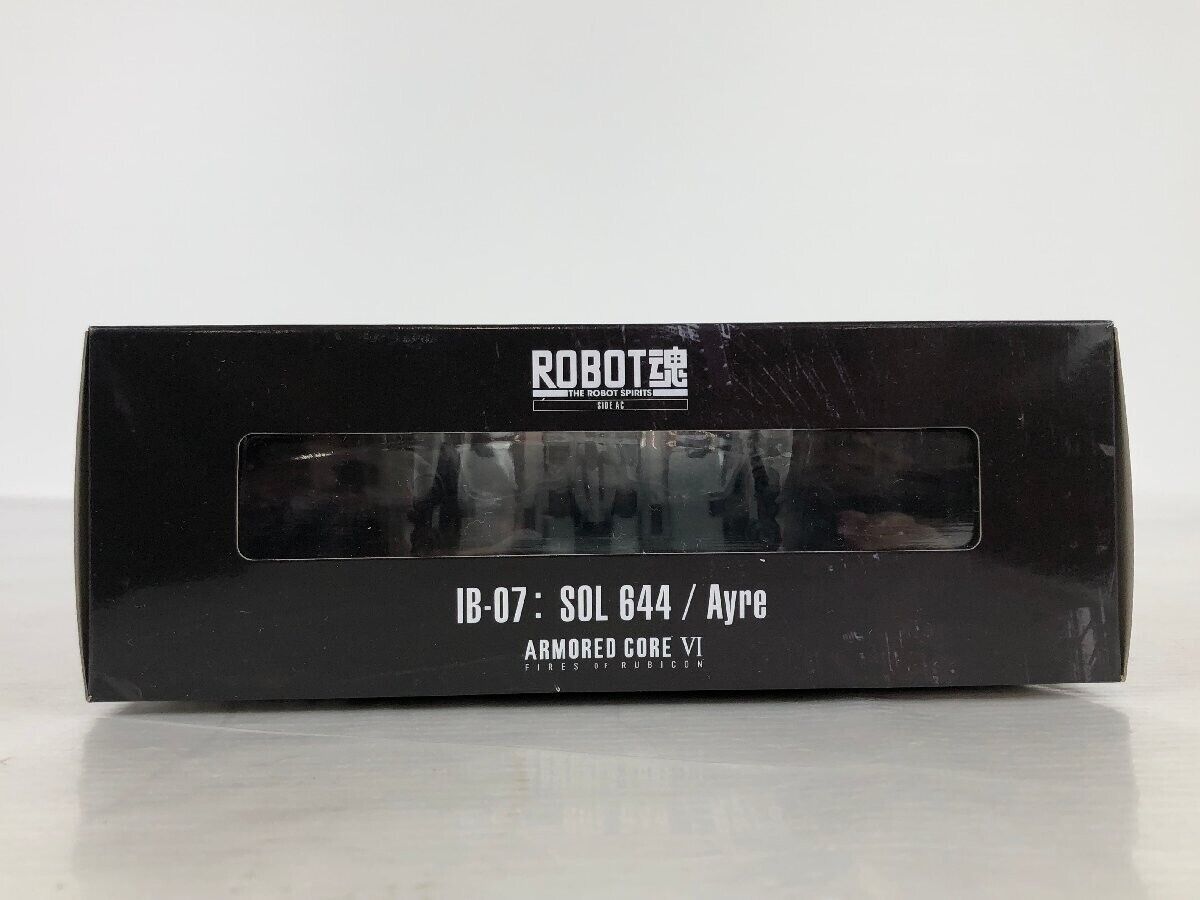 ROBOT魂
THE ROBOT SPIRITS
SIDE AC
IB-07: SOL 644 / Ayre
ARMORED CORE VI
FIRES OF RUBICON